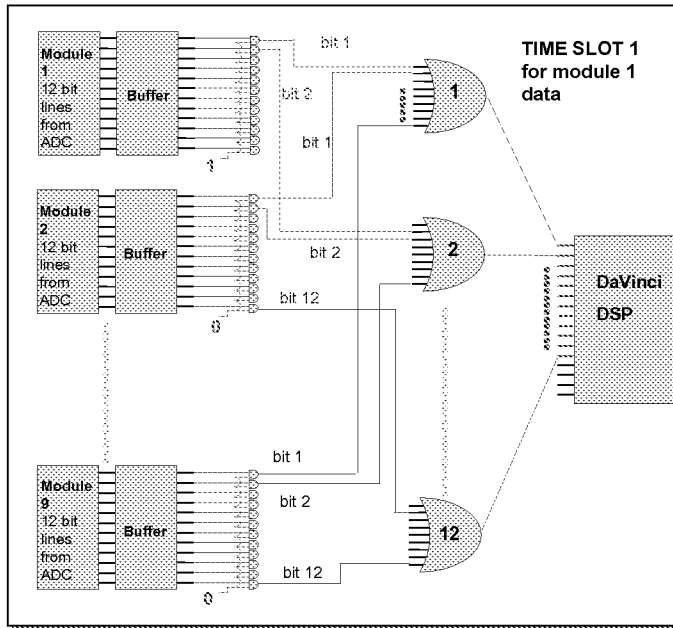 TIME SLOT 1
for module 1
data
Module
1
12 bit
lines
from
ADC
Buffer
1
bit 1
bit 2
bit 1
1
Module
2
12 bit
lines
from
ADC
Buffer
0
bit 2
bit 12
2
DaVinci
DSP
Module
9
12 bit
lines
from
ADC
Buffer
0
bit 1
bit 2
bit 12
12